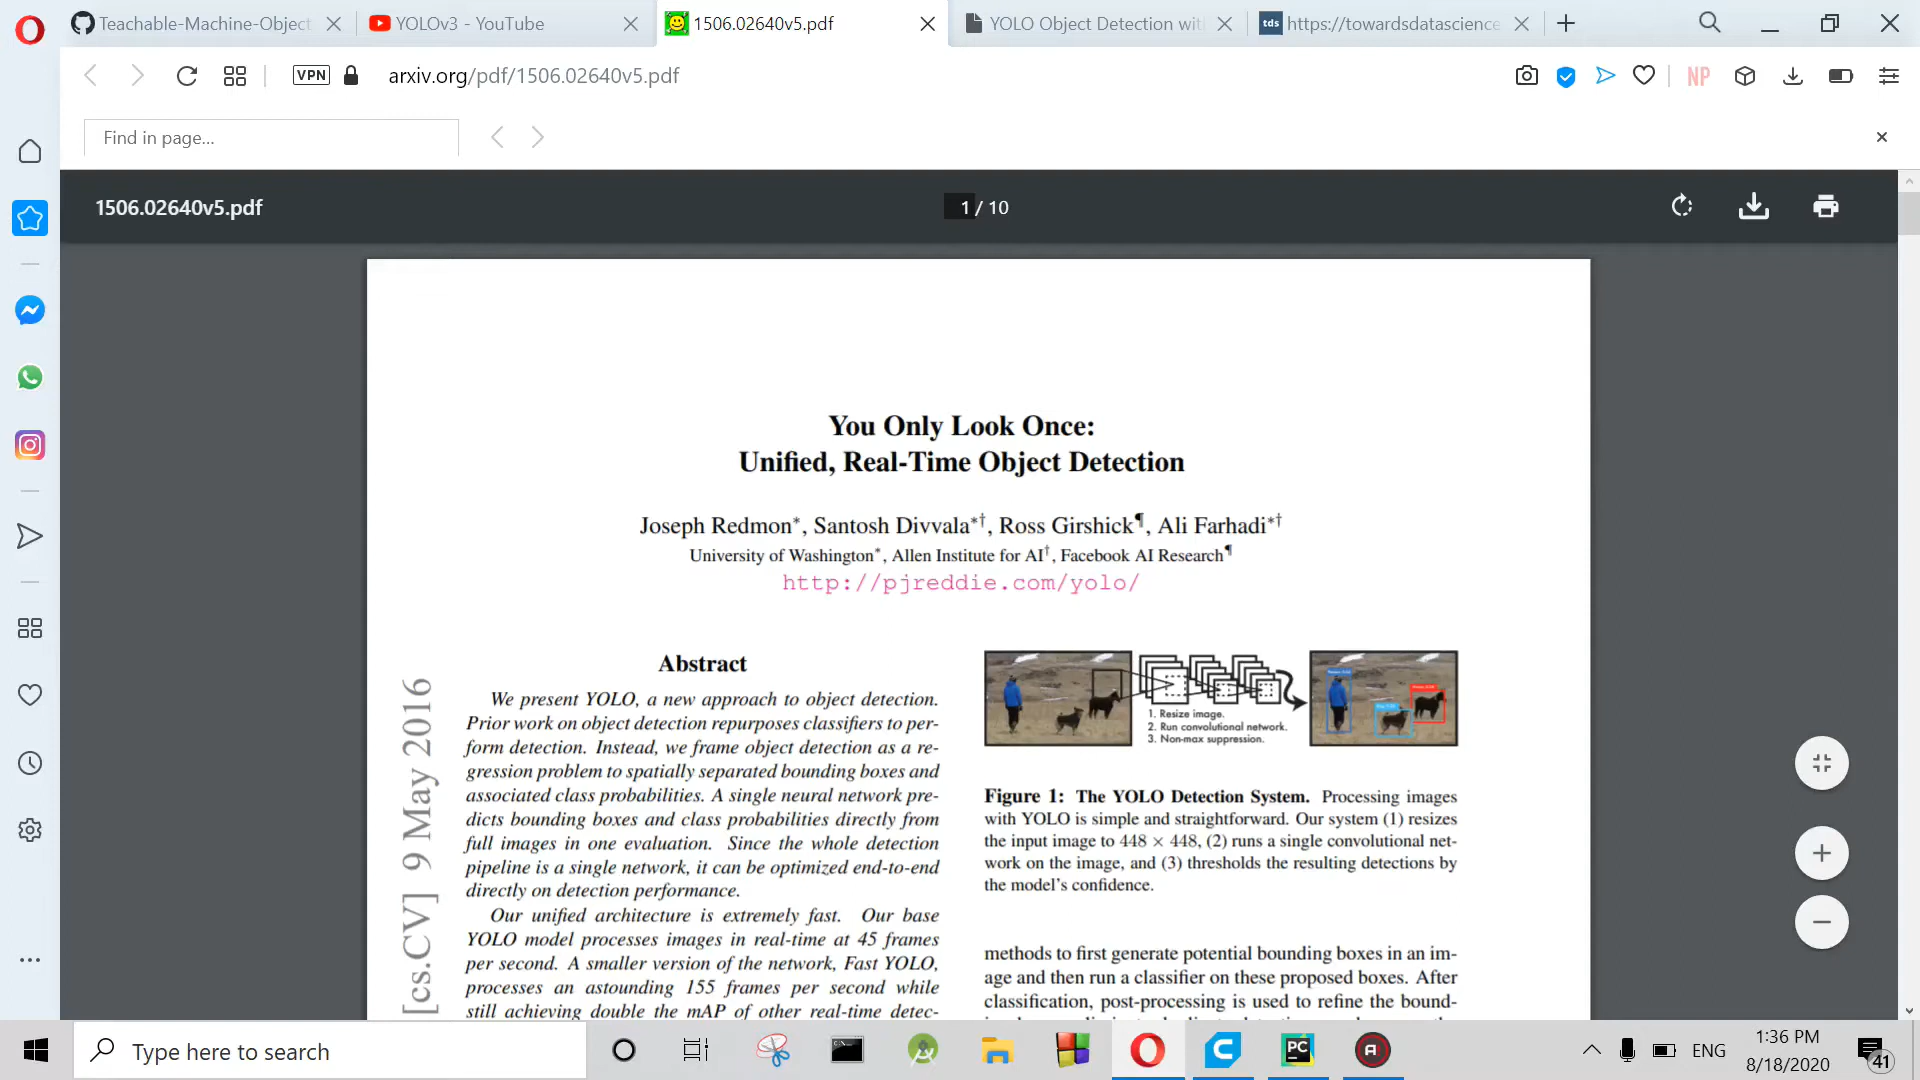 Teachable-Machine-Object
YOLOv3 - YouTube
1506.02640v5.pdf
YOLO Object Detection with
tds
https://towardsdatascience
VPN
arxiv.org/pdf/1506.02640v5.pdf
NP
Find in page...
1506.02640v5.pdf
1 / 10
You Only Look Once:
Unified, Real-Time Object Detection
Joseph Redmon*, Santosh Divvala*†, Ross Girshick¶, Ali Farhadi*†
University of Washington*, Allen Institute for AI†, Facebook AI Research¶
http://pjreddie.com/yolo/
[cs.CV] 9 May 2016
Abstract
We present YOLO, a new approach to object detection.
Prior work on object detection repurposes classifiers to per-
form detection. Instead, we frame object detection as a re-
gression problem to spatially separated bounding boxes and
associated class probabilities. A single neural network pre-
dicts bounding boxes and class probabilities directly from
full images in one evaluation. Since the whole detection
pipeline is a single network, it can be optimized end-to-end
directly on detection performance.
Our unified architecture is extremely fast. Our base
YOLO model processes images in real-time at 45 frames
per second. A smaller version of the network, Fast YOLO,
processes an astounding 155 frames per second while
still achieving double the mAP of other real-time detec-
1. Resize image.
2. Run convolutional network.
3. Non-max suppression.
Figure 1: The YOLO Detection System. Processing images
with YOLO is simple and straightforward. Our system (1) resizes
the input image to 448 × 448, (2) runs a single convolutional net-
work on the image, and (3) thresholds the resulting detections by
the model's confidence.
methods to first generate potential bounding boxes in an im-
age and then run a classifier on these proposed boxes. After
classification, post-processing is used to refine the bound-
Type here to search
PC
ENG
1:36 PM
8/18/2020
41